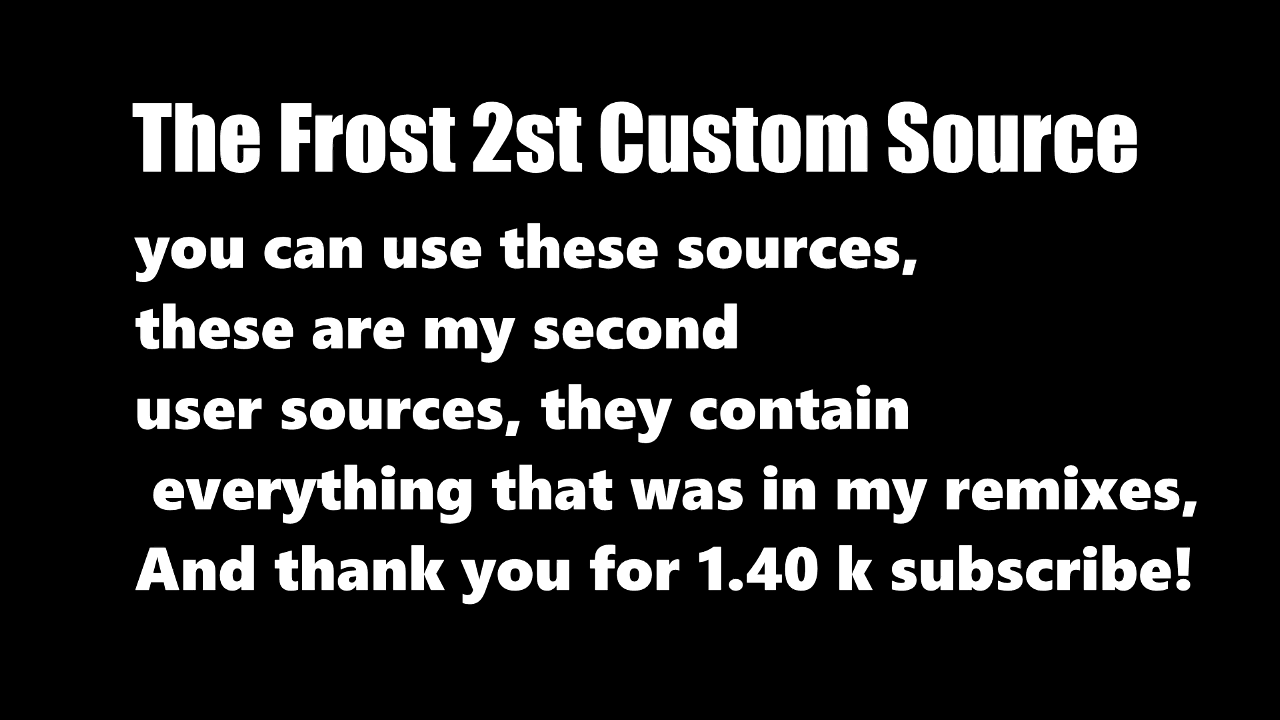 The Frost 2st Custom Source
you can use these sources,
these are my second
user sources, they contain
everything that was in my remixes,
And thank you for 1.40 k subscribe!